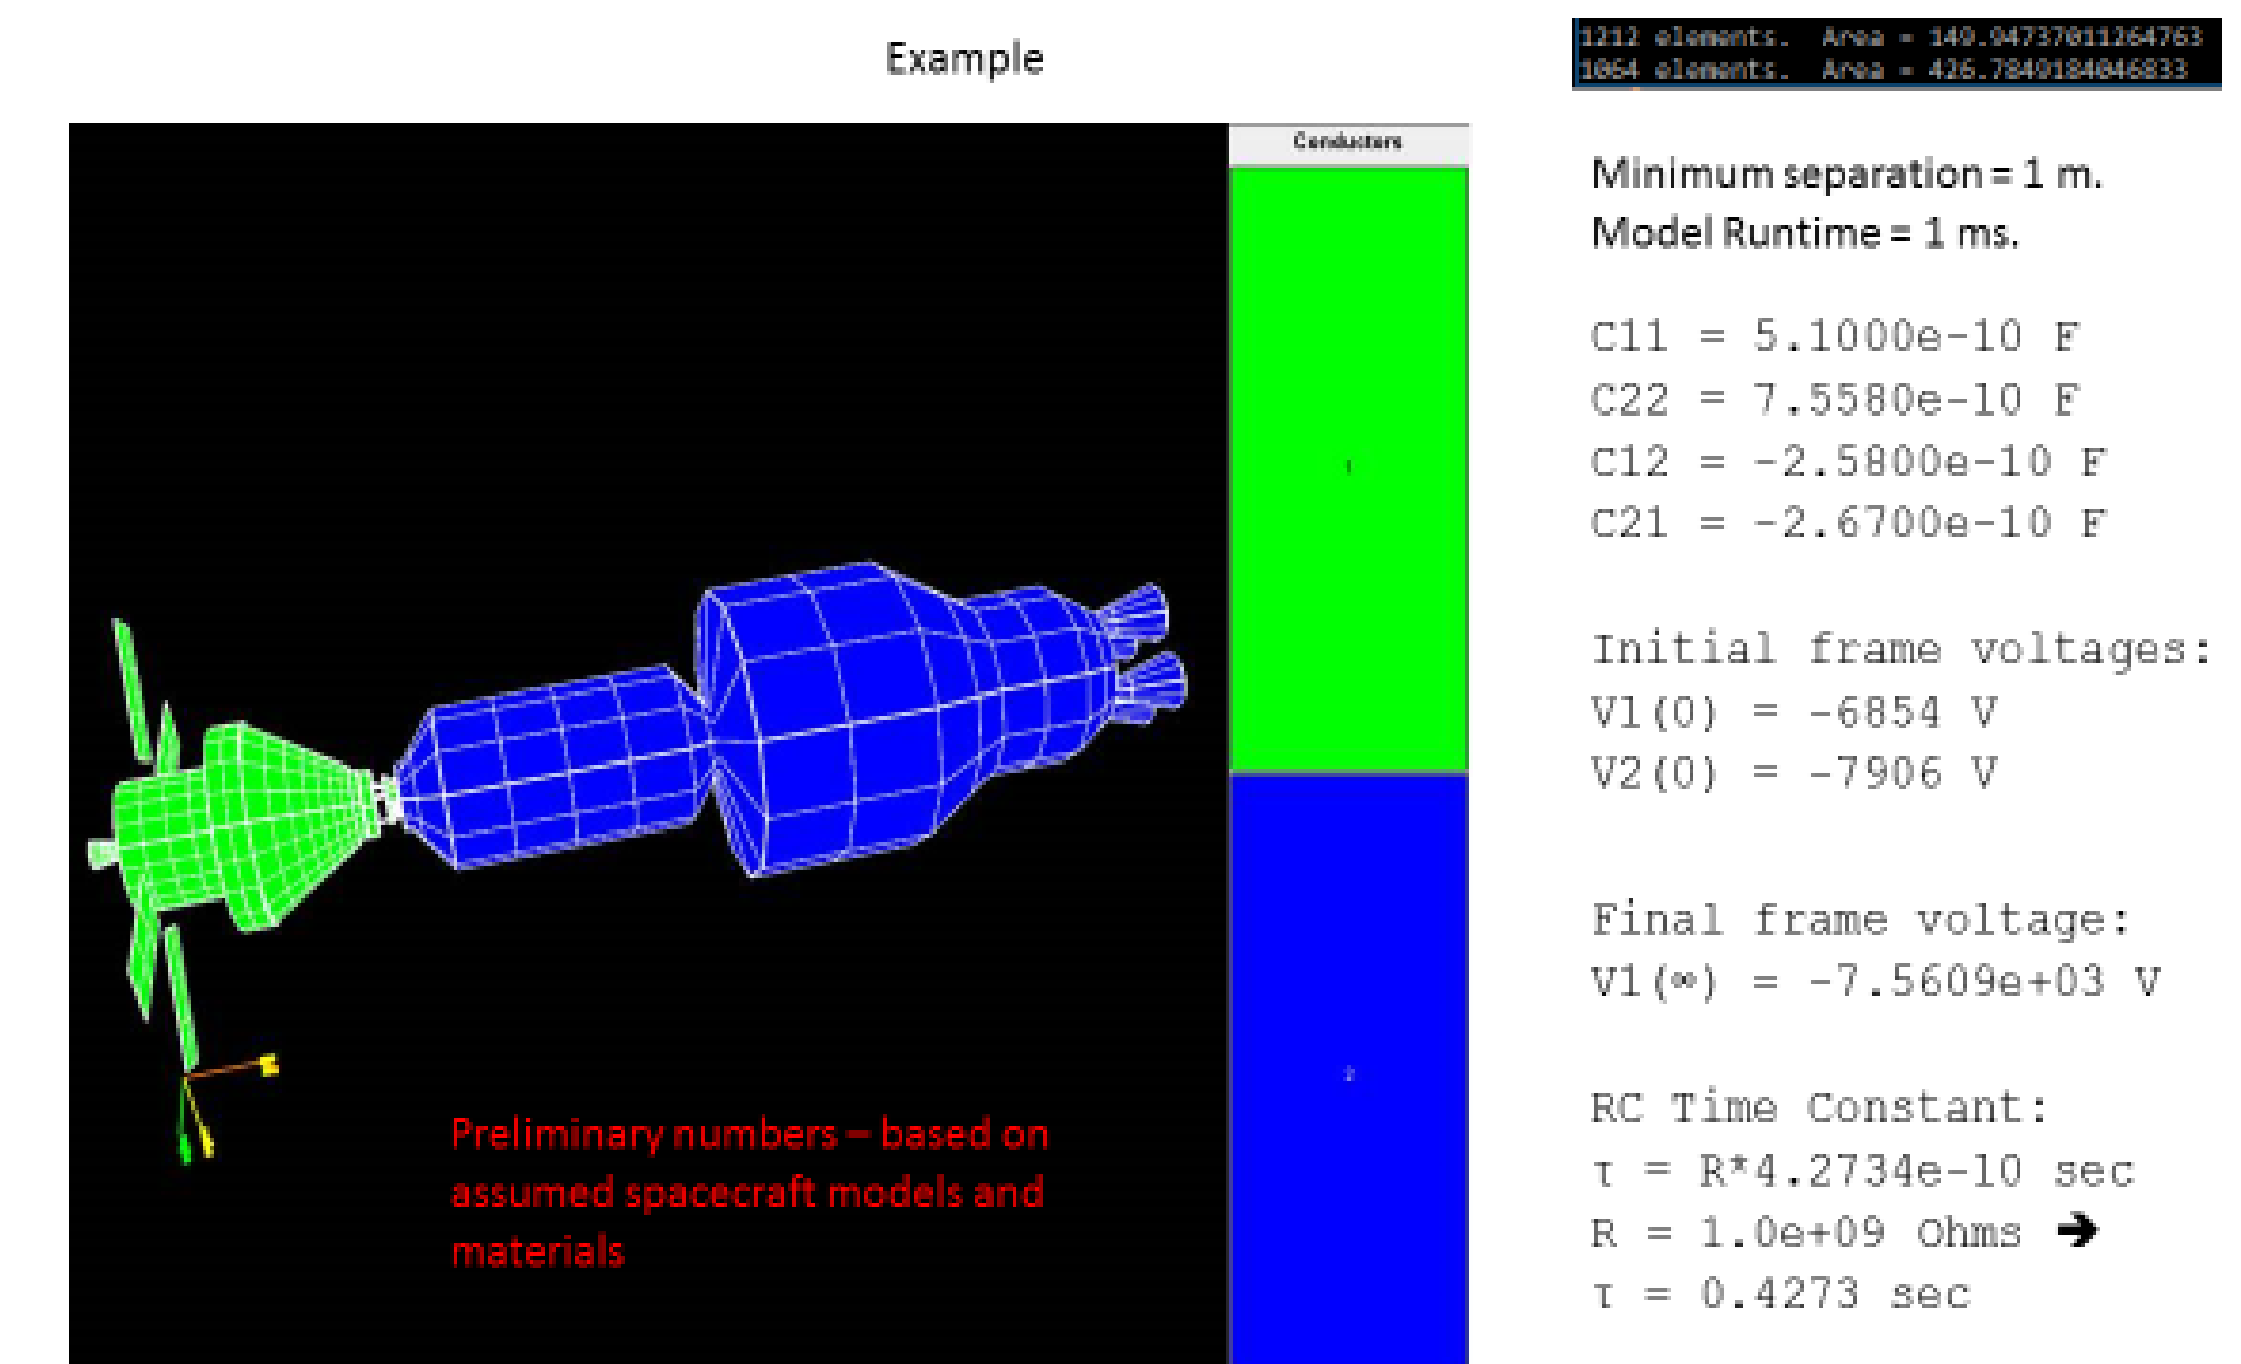 Example
1212 elements. Area = 149.94737011264763
1064 elements. Area = 426.7849184046833
Conductors
1
2
Minimum separation = 1 m.
Model Runtime = 1 ms.
C11 = 5.1000e-10 F
C22 = 7.5580e-10 F
C12 = -2.5800e-10 F
C21 = -2.6700e-10 F
Initial frame voltages:
V1(0) = -6854 V
V2(0) = -7906 V
Final frame voltage:
V1(∞) = -7.5609e+03 V
RC Time Constant:
τ = R*4.2734e-10 sec
R = 1.0e+09 Ohms ➔
τ = 0.4273 sec
Preliminary numbers – based on
assumed spacecraft models and
materials